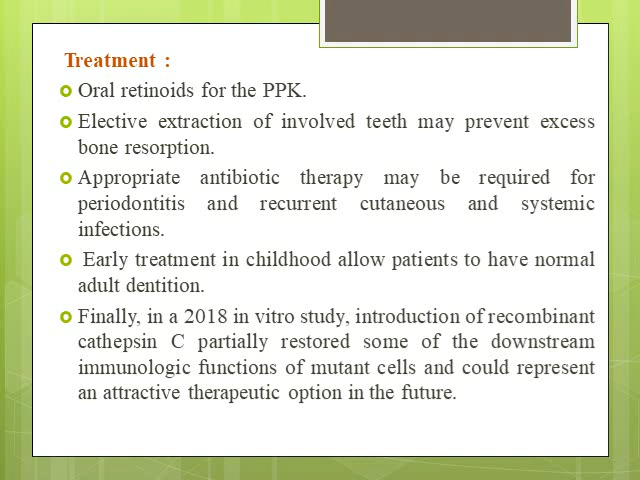 Treatment :
Oral retinoids for the PPK.
Elective extraction of involved teeth may prevent excess
bone resorption.
Appropriate antibiotic therapy may be required for
periodontitis and recurrent cutaneous and systemic
infections.
Early treatment in childhood allow patients to have normal
adult dentition.
Finally, in a 2018 in vitro study, introduction of recombinant
cathepsin C partially restored some of the downstream
immunologic functions of mutant cells and could represent
an attractive therapeutic option in the future.